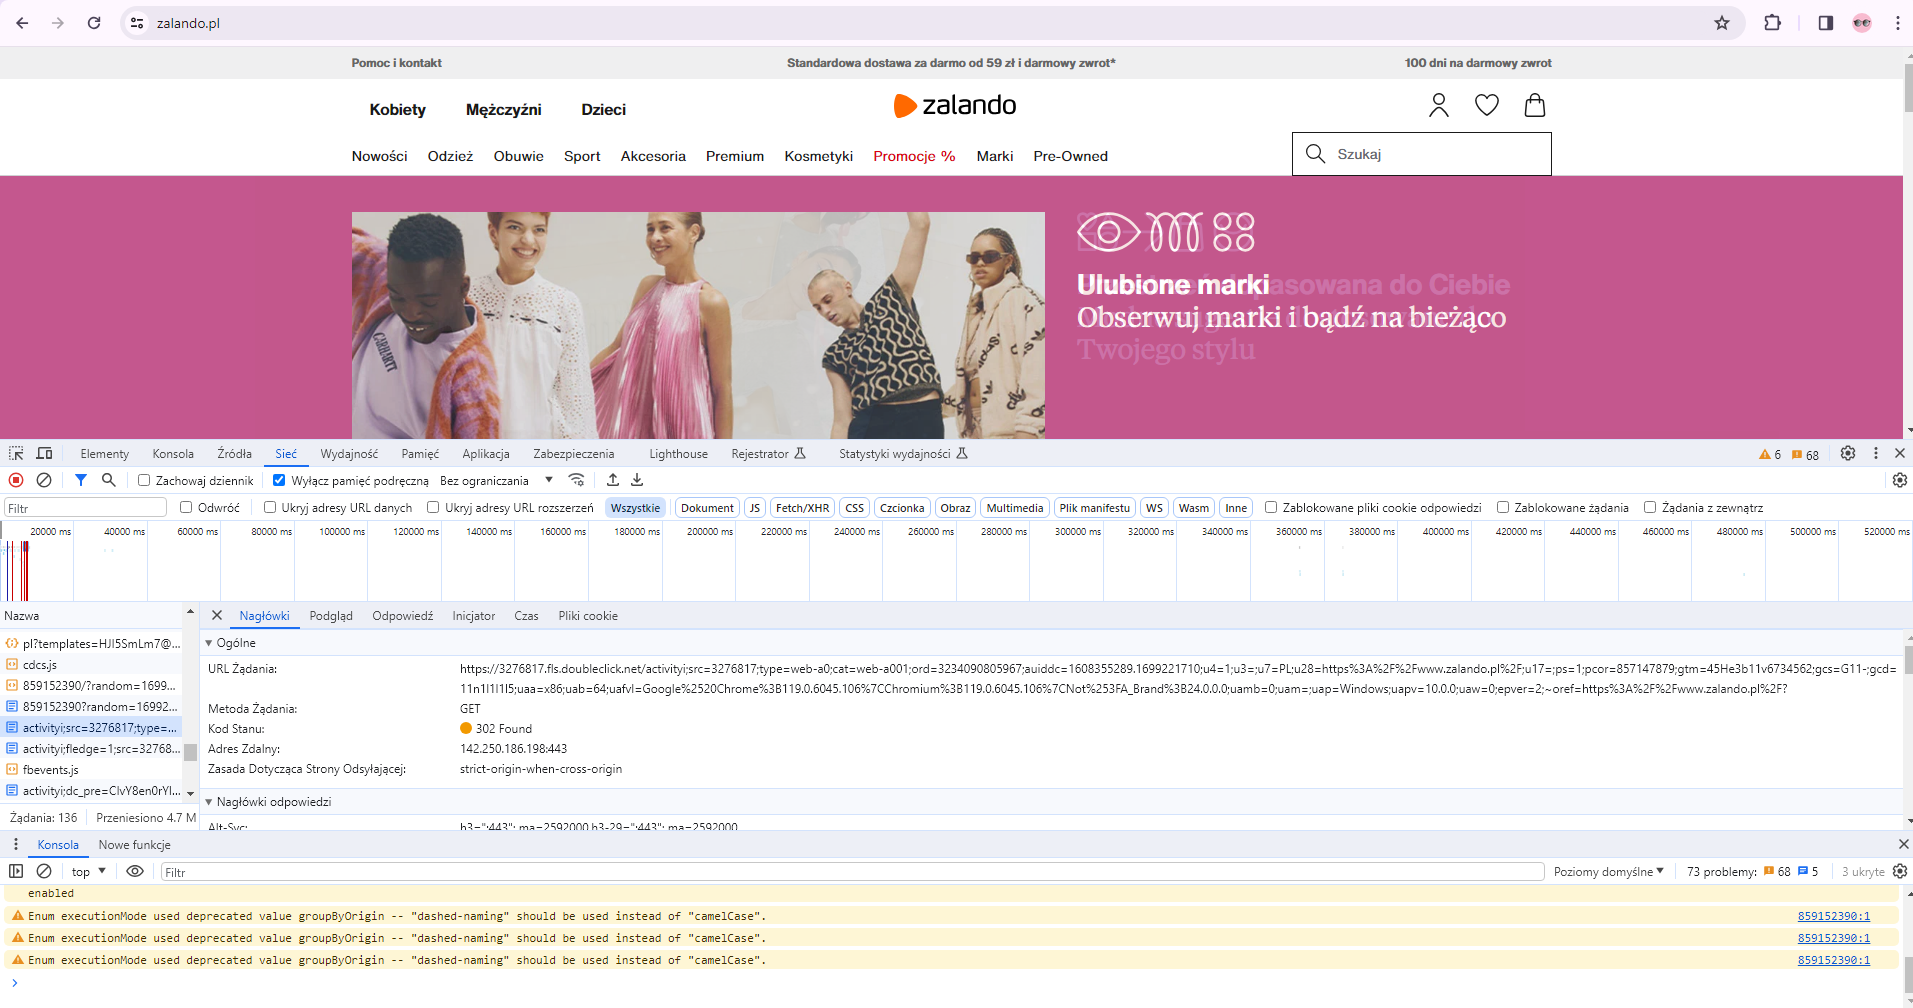 zalando.pl
Pomoc i kontakt
Standardowa dostawa za darmo od 59 zł i darmowy zwrot*
100 dni na darmowy zwrot
Kobiety Mężczyźni Dzieci
zalando
Nowości Odzież Obuwie Sport Akcesoria Premium Kosmetyki Promocje % Marki Pre-Owned
Szukaj
CARHARTT
Ulubione marki
Obserwuj marki i bądź na bieżąco
pasowana do Ciebie
Twojego stylu
Elementy Konsola Źródła Sieć Wydajność Pamięć Aplikacja Zabezpieczenia Lighthouse Rejestrator Statystyki wydajności 6 68
Zachowaj dziennik Wyłącz pamięć podręczną Bez ograniczania
Filtr Odwróć Ukryj adresy URL danych Ukryj adresy URL rozszerzeń Wszystkie Dokument JS Fetch/XHR CSS Czcionka Obraz Multimedia Plik manifestu WS Wasm Inne Zablokowane pliki cookie odpowiedzi Zablokowane żądania Żądania z zewnątrz
20000 ms 40000 ms 60000 ms 80000 ms 100000 ms 120000 ms 140000 ms 160000 ms 180000 ms 200000 ms 220000 ms 240000 ms 260000 ms 280000 ms 300000 ms 320000 ms 340000 ms 360000 ms 380000 ms 400000 ms 420000 ms 440000 ms 460000 ms 480000 ms 500000 ms 520000 ms
Nazwa
pl?templates=HJI5SmLm7@...
cdcs.js
859152390/?random=1699...
859152390?random=16992...
activityi;src=3276817;type=...
activityi;fledge=1;src=32768...
fbevents.js
activityi;dc_pre=CIvY8en0rYI...
Żądania: 136 Przeniesiono 4.7 M
Nagłówki Podgląd Odpowiedź Inicjator Czas Pliki cookie
Ogólne
URL Żądania: https://3276817.fls.doubleclick.net/activityi;src=3276817;type=web-a0;cat=web-a001;ord=3234090805967;auiddc=1608355289.1699221710;u4=1;u3=;u7=PL;u28=https%3A%2F%2Fwww.zalando.pl%2F;u17=;ps=1;pcor=857147879;gtm=45He3b11v6734562;gcs=G11-;gcd=
11n1l1l1l5;uaa=x86;uab=64;uafvl=Google%2520Chrome%3B119.0.6045.106%7CChromium%3B119.0.6045.106%7CNot%253FA_Brand%3B24.0.0.0;uamb=0;uam=;uap=Windows;uapv=10.0.0;uaw=0;epver=2;~oref=https%3A%2F%2Fwww.zalando.pl%2F?
Metoda Żądania: GET
Kod Stanu: 302 Found
Adres Zdalny: 142.250.186.198:443
Zasada Dotycząca Strony Odsyłającej: strict-origin-when-cross-origin
Nagłówki odpowiedzi
Alt-Svc: h3=":443"; ma=2592000,h3-29=":443"; ma=2592000
Konsola Nowe funkcje
top Filtr Poziomy domyślne 73 problemy: 68 5 3 ukryte
enabled
Enum executionMode used deprecated value groupByOrigin -- "dashed-naming" should be used instead of "camelCase". 859152390:1
Enum executionMode used deprecated value groupByOrigin -- "dashed-naming" should be used instead of "camelCase". 859152390:1
Enum executionMode used deprecated value groupByOrigin -- "dashed-naming" should be used instead of "camelCase". 859152390:1